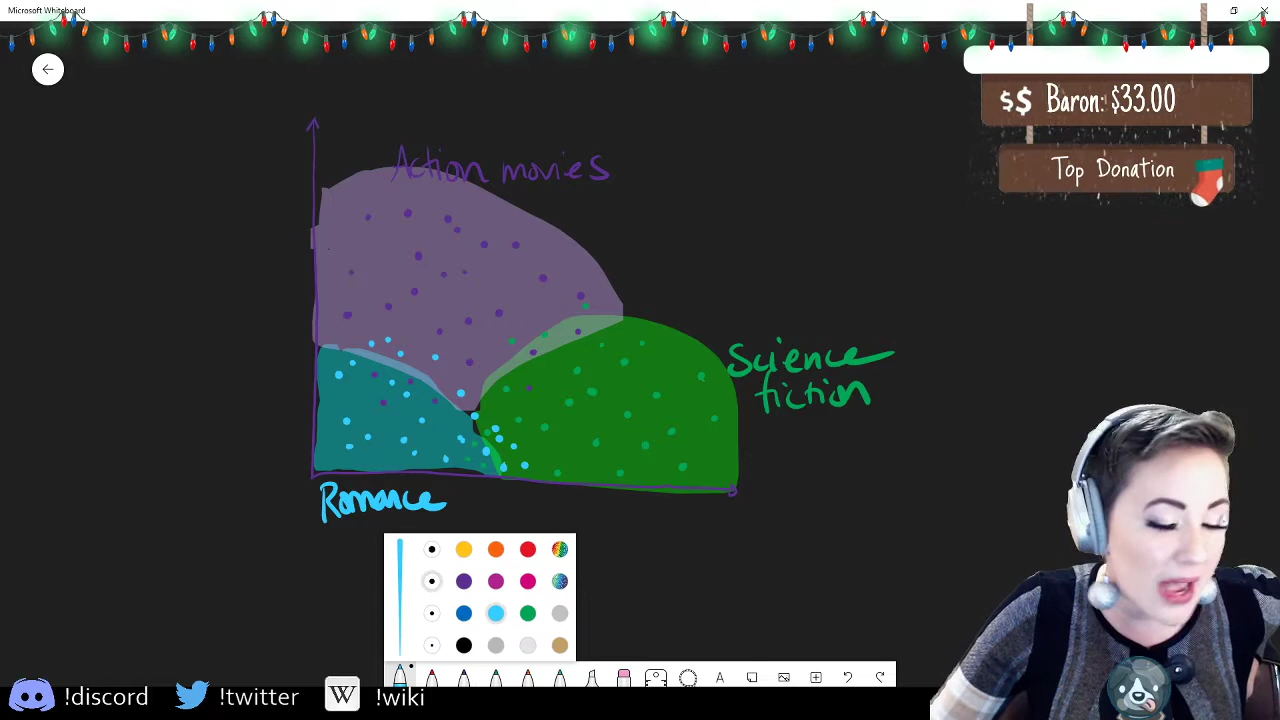 Microsoft Whiteboard
$$ Baron: $33.00
Top Donation
Action movies
Science
fiction
Romance
A
!discord
!twitter
W
!wiki